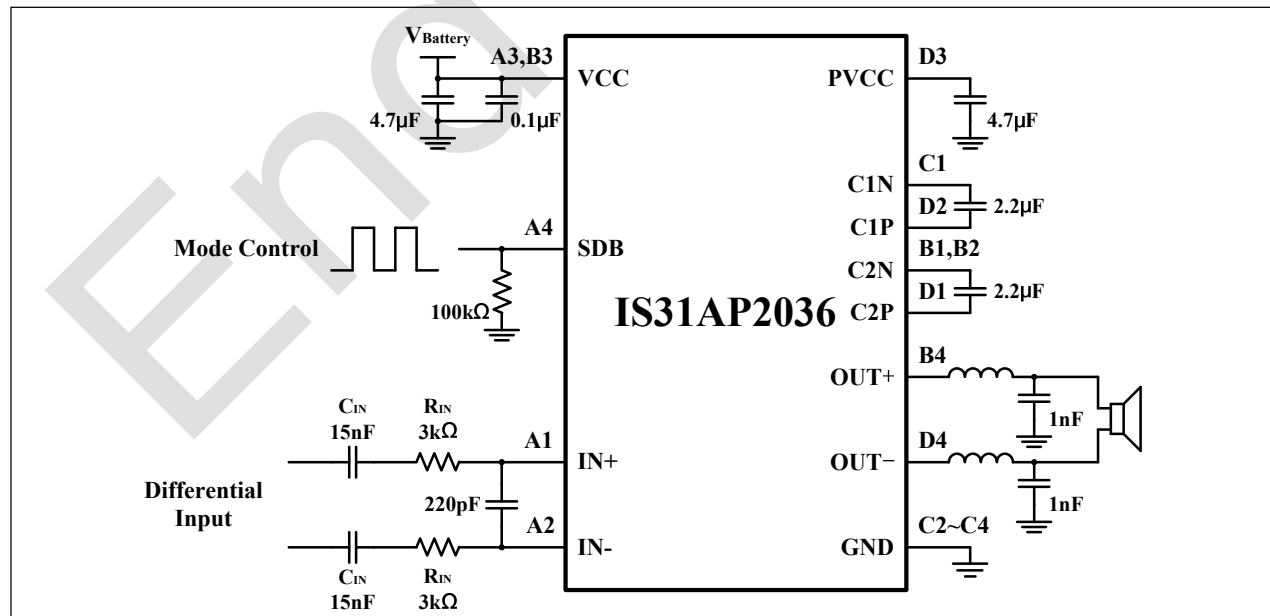 VBattery
A3,B3
VCC
4.7µF
0.1µF
Mode Control
A4
SDB
100kΩ
CIN
15nF
RIN
3kΩ
A1
IN+
Differential
Input
220pF
A2
IN-
CIN
15nF
RIN
3kΩ
IS31AP2036
D3
PVCC
4.7µF
C1
C1N
D2
2.2µF
C1P
B1,B2
C2N
D1
2.2µF
C2P
B4
OUT+
1nF
D4
OUT−
1nF
C2~C4
GND
End